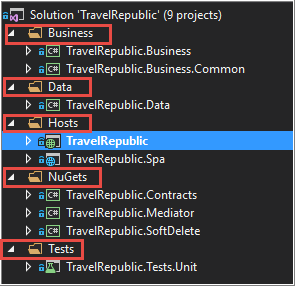 Solution 'TravelRepublic' (9 projects)
Business
TravelRepublic.Business
TravelRepublic.Business.Common
Data
TravelRepublic.Data
Hosts
TravelRepublic
TravelRepublic.Spa
NuGets
TravelRepublic.Contracts
TravelRepublic.Mediator
TravelRepublic.SoftDelete
Tests
TravelRepublic.Tests.Unit